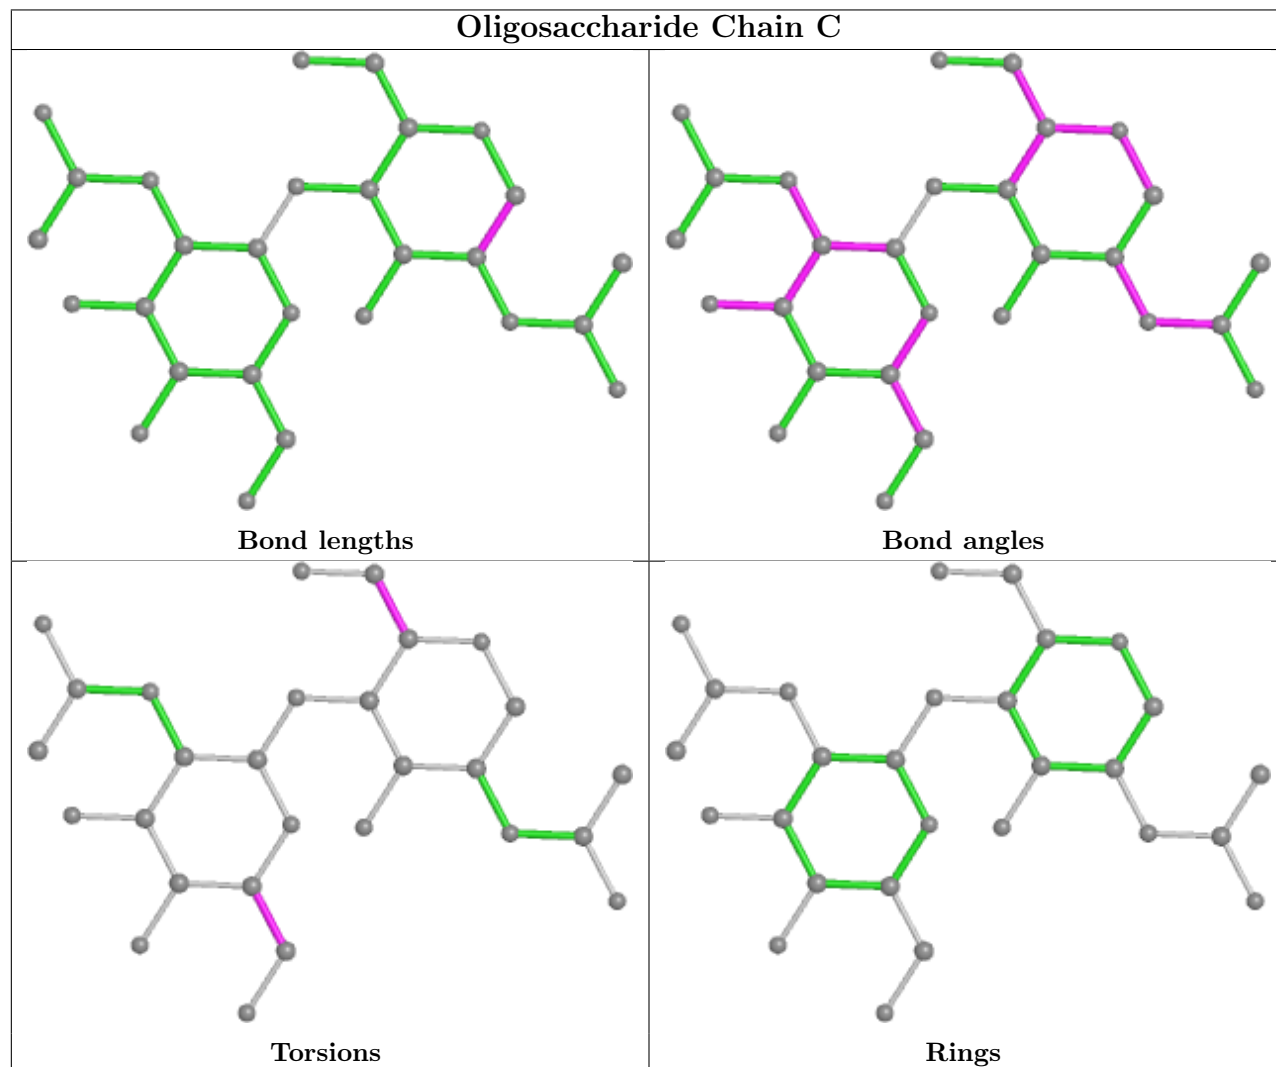 Oligosaccharide Chain C
Bond lengths
Bond angles
Torsions
Rings